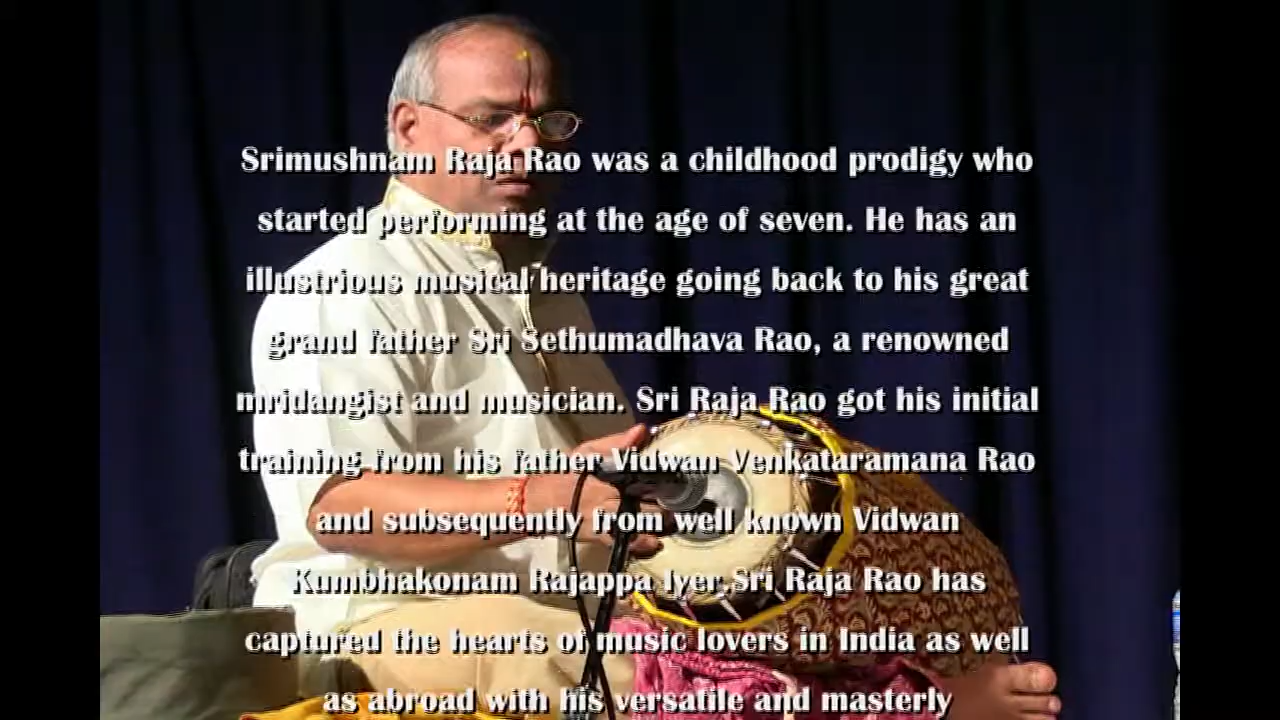 Srimushnam Raja Rao was a childhood prodigy who
started performing at the age of seven. He has an
illustrious musical heritage going back to his great
grand father Sri Sethumadhava Rao, a renowned
mridangist and musician. Sri Raja Rao got his initial
training from his father Vidwan Venkataramana Rao
and subsequently from well known Vidwan
Kumbhakonam Rajappa Iyer.Sri Raja Rao has
captured the hearts of music lovers in India as well
as abroad with his versatile and masterly